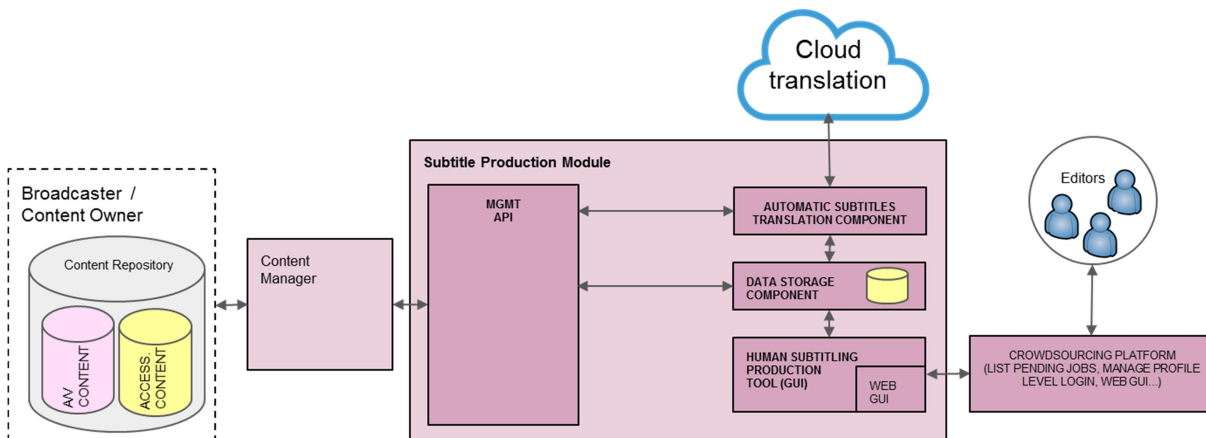 Cloud
translation
Subtitle Production Module
Broadcaster /
Content Owner
Content Repository
A/V
CONTENT
ACCESS.
CONTENT
Content
Manager
MGMT
API
AUTOMATIC SUBTITLES
TRANSLATION COMPONENT
DATA STORAGE
COMPONENT
HUMAN SUBTITLING
PRODUCTION
TOOL (GUI)
WEB
GUI
Editors
CROWDSOURCING PLATFORM
(LIST PENDING JOBS, MANAGE PROFILE
LEVEL LOGIN, WEB GUI...)